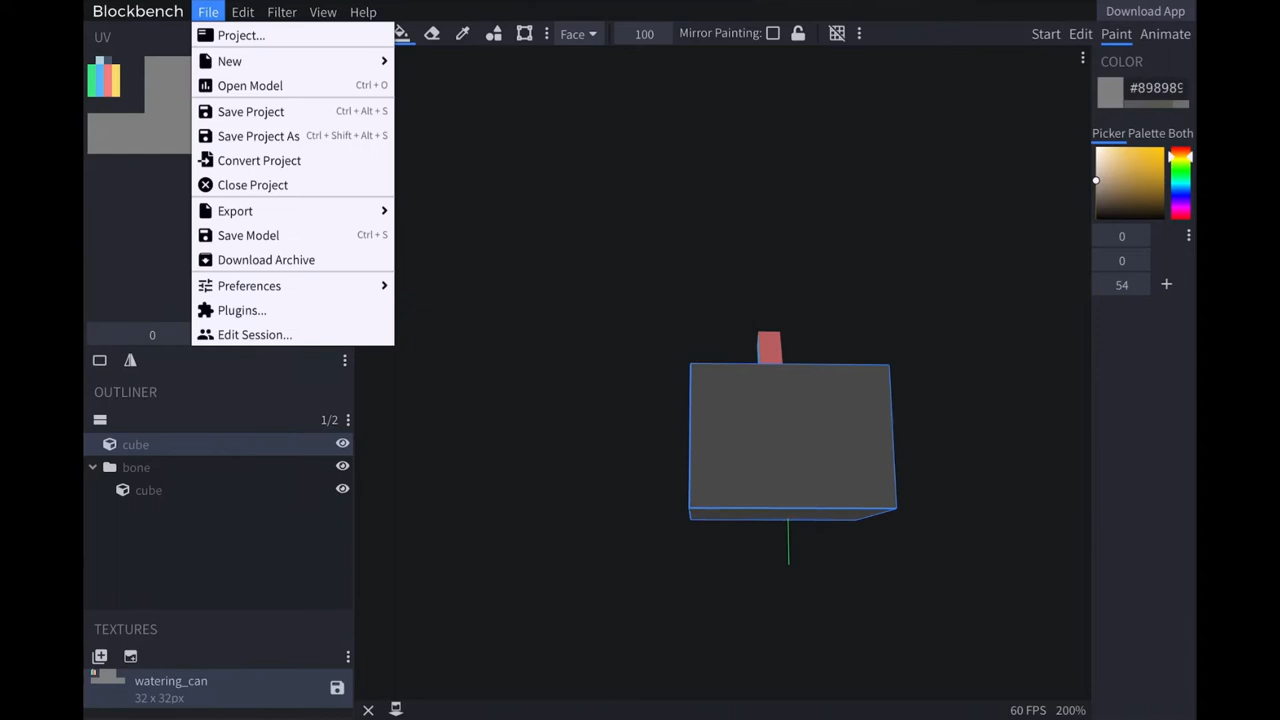 Blockbench File Edit Filter View Help Download App
UV
Face 100 Mirror Painting: Start Edit Paint Animate
Project...
New
Open Model Ctrl + O
Save Project Ctrl + Alt + S
Save Project As Ctrl + Shift + Alt + S
Convert Project
Close Project
Export
Save Model Ctrl + S
Download Archive
Preferences
Plugins...
Edit Session...
0
OUTLINER
1/2
cube
bone
cube
TEXTURES
watering_can
32 x 32px
COLOR
#898989
Picker Palette Both
0
0
54
60 FPS 200%